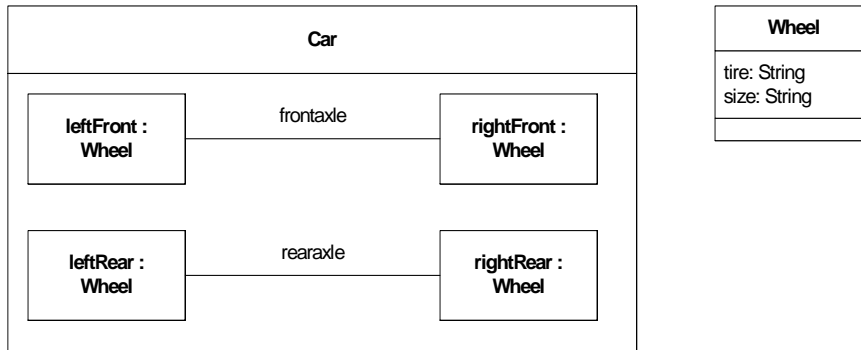 Car
leftFront :
Wheel
frontaxle
rightFront :
Wheel
leftRear :
Wheel
rearaxle
rightRear :
Wheel
Wheel
tire: String
size: String